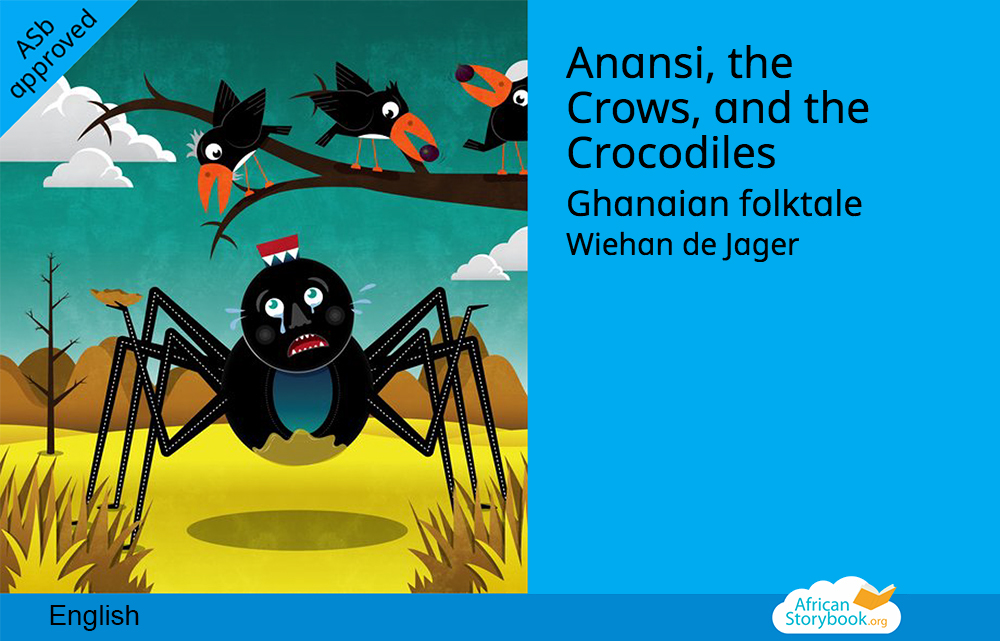 ASb
approved
Anansi, the
Crows, and the
Crocodiles
Ghanaian folktale
Wiehan de Jager
English
African
Storybook.org